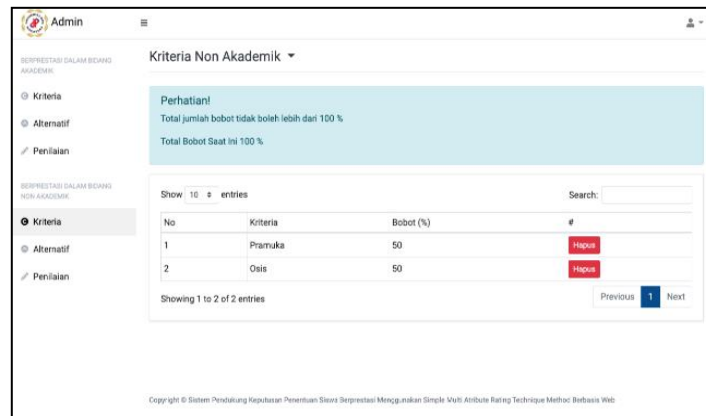 Admin
BERPRESTASI DALAM BIDANG
AKADEMIK
Kriteria
Alternatif
Penilaian
BERPRESTASI DALAM BIDANG
NON AKADEMIK
Kriteria
Alternatif
Penilaian
Kriteria Non Akademik
Perhatian!
Total jumlah bobot tidak boleh lebih dari 100 %
Total Bobot Saat Ini 100 %
Show 10 entries Search:
No Kriteria Bobot (%) #
1 Pramuka 50 Hapus
2 Osis 50 Hapus
Showing 1 to 2 of 2 entries Previous 1 Next
Copyright © Sistem Pendukung Keputusan Penentuan Siswa Berprestasi Menggunakan Simple Multi Atribute Rating Technique Method Berbasis Web